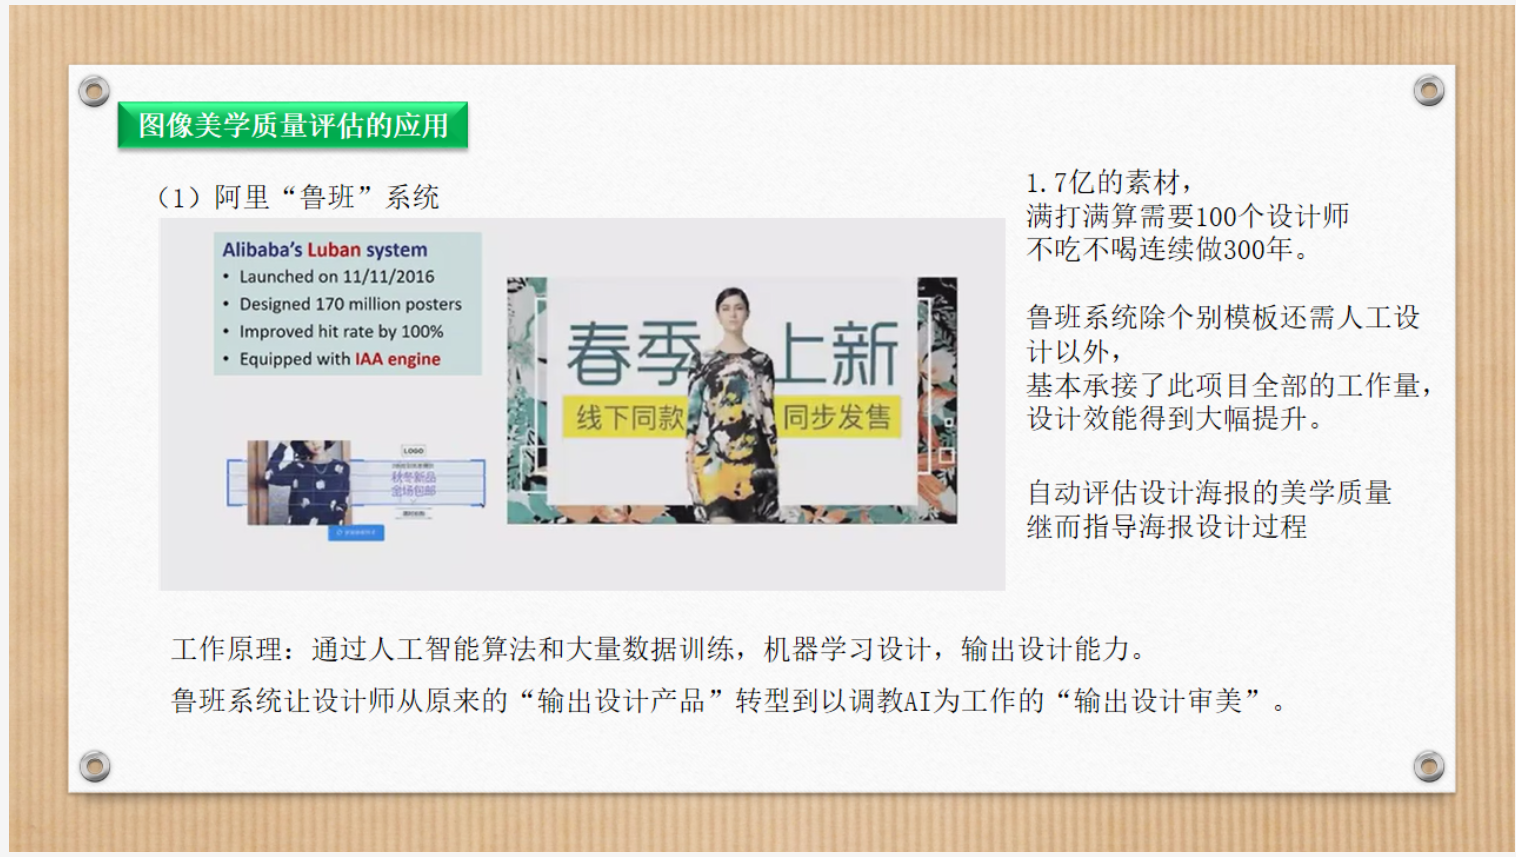 图像美学质量评估的应用
（1）阿里“鲁班”系统
Alibaba’s Luban system
• Launched on 11/11/2016
• Designed 170 million posters
• Improved hit rate by 100%
• Equipped with IAA engine
LOGO
秋冬新品
全场包邮
春季上新
线下同款 同步发售
1.7亿的素材，
满打满算需要100个设计师
不吃不喝连续做300年。
鲁班系统除个别模板还需人工设
计以外，
基本承接了此项目全部的工作量，
设计效能得到大幅提升。
自动评估设计海报的美学质量
继而指导海报设计过程
工作原理：通过人工智能算法和大量数据训练，机器学习设计，输出设计能力。
鲁班系统让设计师从原来的“输出设计产品”转型到以调教AI为工作的“输出设计审美”。